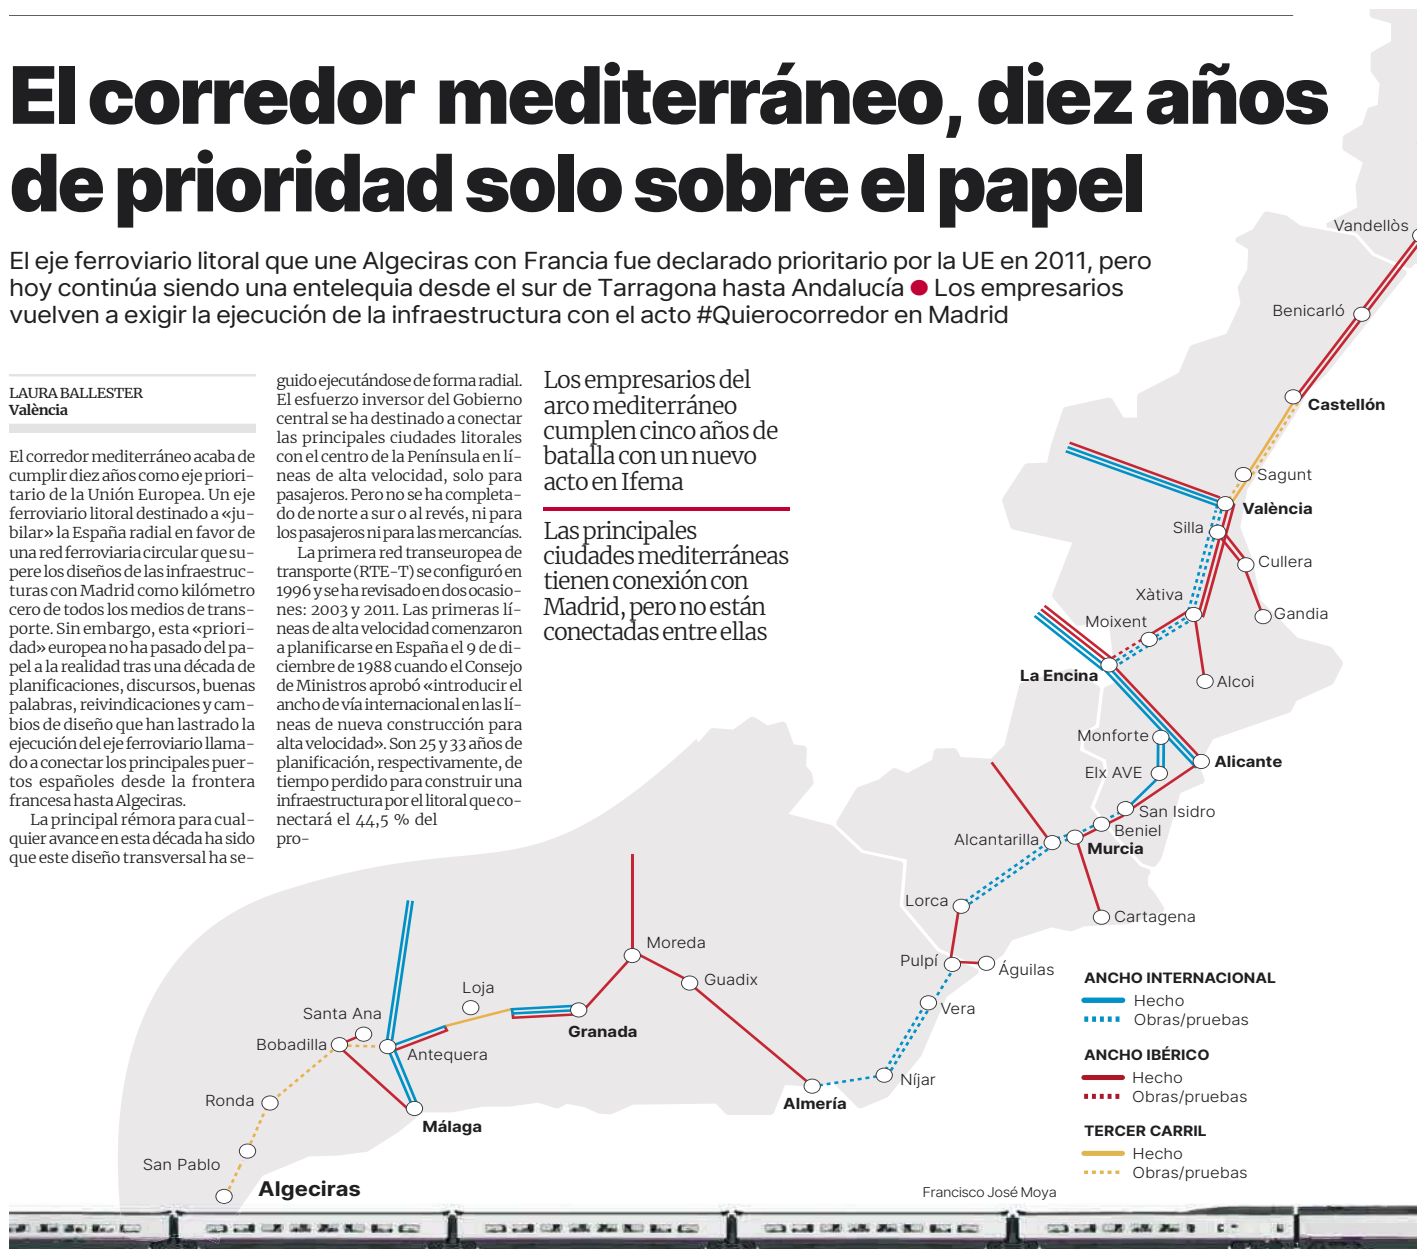 El corredor mediterráneo, diez años
de prioridad solo sobre el papel
El eje ferroviario litoral que une Algeciras con Francia fue declarado prioritario por la UE en 2011, pero
hoy continúa siendo una entelequia desde el sur de Tarragona hasta Andalucía ● Los empresarios
vuelven a exigir la ejecución de la infraestructura con el acto #Quierocorredor en Madrid
LAURA BALLESTER
València
El corredor mediterráneo acaba de
cumplir diez años como eje priori-
tario de la Unión Europea. Un eje
ferroviario litoral destinado a «ju-
bilar» la España radial en favor de
una red ferroviaria circular que su-
pere los diseños de las infraestruc-
turas con Madrid como kilómetro
cero de todos los medios de trans-
porte. Sin embargo, esta «priori-
dad» europea no ha pasado del pa-
pel a la realidad tras una década de
planificaciones, discursos, buenas
palabras, reivindicaciones y cam-
bios de diseño que han lastrado la
ejecución del eje ferroviario llama-
do a conectar los principales puer-
tos españoles desde la frontera
francesa hasta Algeciras.
La principal rémora para cual-
quier avance en esta década ha sido
que este diseño transversal ha se-
guido ejecutándose de forma radial.
El esfuerzo inversor del Gobierno
central se ha destinado a conectar
las principales ciudades litorales
con el centro de la Península en lí-
neas de alta velocidad, solo para
pasajeros. Pero no se ha completa-
do de norte a sur o al revés, ni para
los pasajeros ni para las mercancías.
La primera red transeuropea de
transporte (RTE-T) se configuró en
1996 y se ha revisado en dos ocasio-
nes: 2003 y 2011. Las primeras lí-
neas de alta velocidad comenzaron
a planificarse en España el 9 de di-
ciembre de 1988 cuando el Consejo
de Ministros aprobó «introducir el
ancho de vía internacional en las lí-
neas de nueva construcción para
alta velocidad». Son 25 y 33 años de
planificación, respectivamente, de
tiempo perdido para construir una
infraestructura por el litoral que co-
nectará el 44,5 % del
pro-
Los empresarios del
arco mediterráneo
cumplen cinco años de
batalla con un nuevo
acto en Ifema
Las principales
ciudades mediterráneas
tienen conexión con
Madrid, pero no están
conectadas entre ellas
Vandellòs
Benicarló
Castellón
Sagunt
València
Silla
Cullera
Xàtiva
Gandia
Moixent
La Encina
Alcoi
Monforte
Alicante
Elx AVE
San Isidro
Beniel
Alcantarilla
Murcia
Lorca
Cartagena
Pulpí
Águilas
Vera
Moreda
Guadix
Loja
Santa Ana
Granada
Bobadilla
Antequera
Níjar
Almería
Ronda
Málaga
San Pablo
Algeciras
ANCHO INTERNACIONAL
Hecho
Obras/pruebas
ANCHO IBÉRICO
Hecho
Obras/pruebas
TERCER CARRIL
Hecho
Obras/pruebas
Francisco José Moya